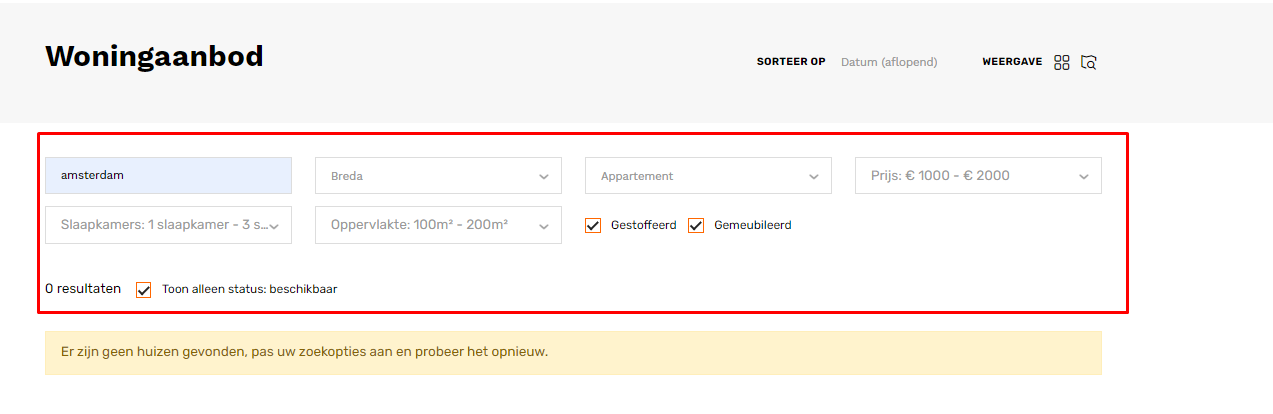 Woningaanbod
SORTEER OP Datum (aflopend) WEERGAVE
amsterdam Breda Appartement Prijs: € 1000 - € 2000
Slaapkamers: 1 slaapkamer - 3 s... Oppervlakte: 100m² - 200m² Gestoffeerd Gemeubileerd
0 resultaten Toon alleen status: beschikbaar
Er zijn geen huizen gevonden, pas uw zoekopties aan en probeer het opnieuw.